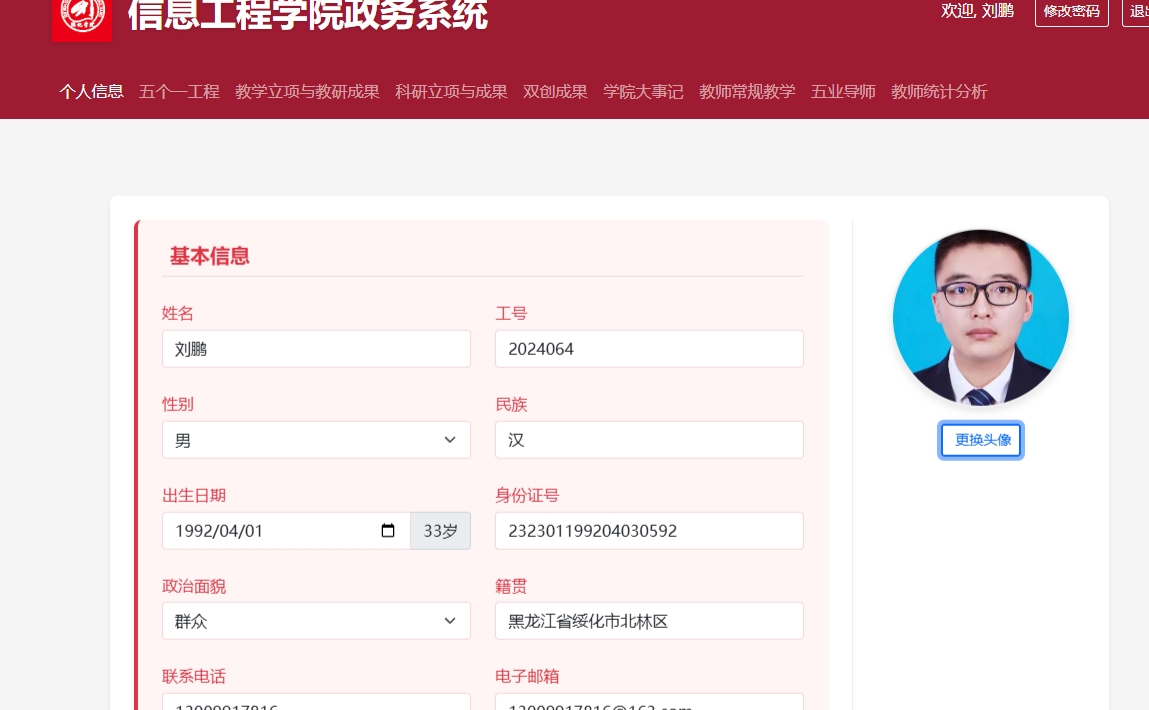 信息工程学院政务系统
欢迎, 刘鹏 修改密码
个人信息 五个一工程 教学立项与教研成果 科研立项与成果 双创成果 学院大事记 教师常规教学 五业导师 教师统计分析
基本信息
姓名 工号
刘鹏 2024064
更换头像
性别 民族
男 汉
出生日期 身份证号
1992/04/01 33岁 232301199204030592
政治面貌 籍贯
群众 黑龙江省绥化市北林区
联系电话 电子邮箱